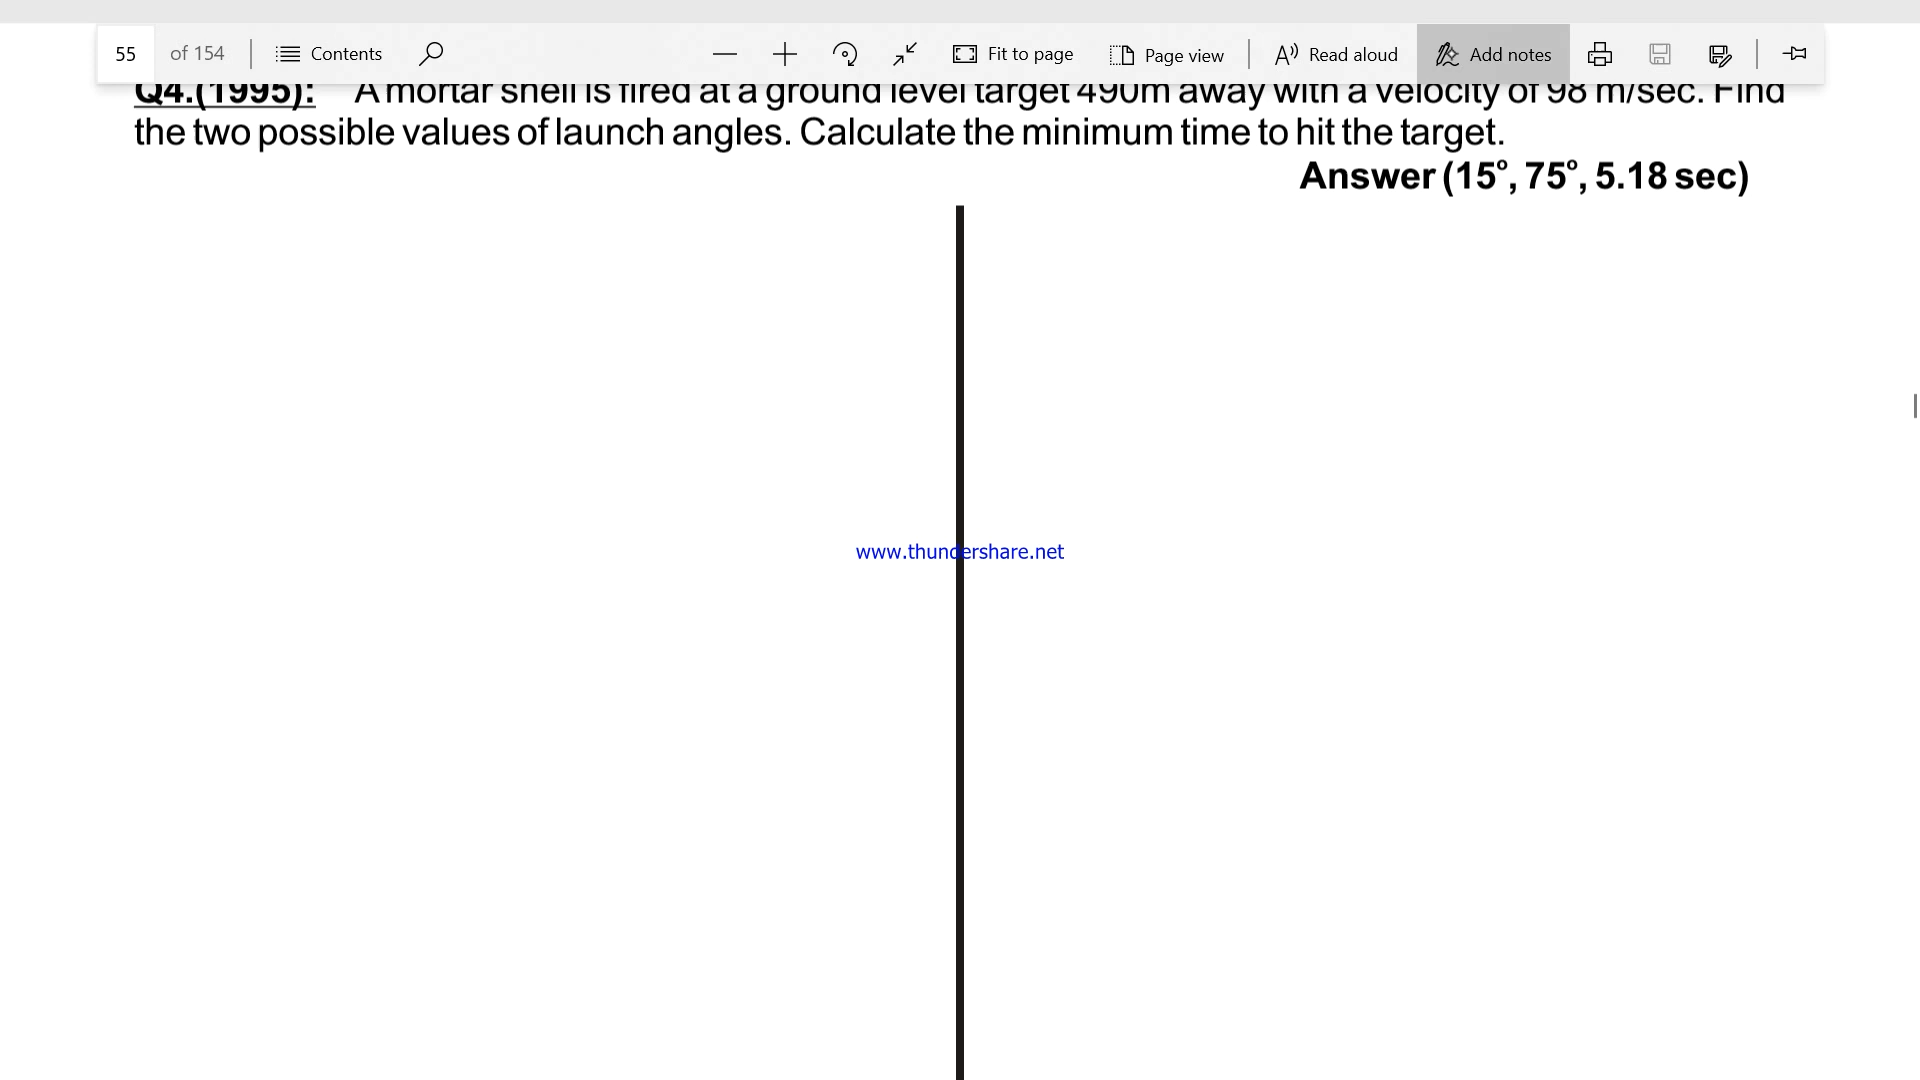 55 of 154 Contents Fit to page Page view Read aloud Add notes
Q4.(1995): A mortar shell is fired at a ground level target 490m away with a velocity of 98 m/sec. Find
the two possible values of launch angles. Calculate the minimum time to hit the target.
Answer (15°, 75°, 5.18 sec)
www.thundershare.net